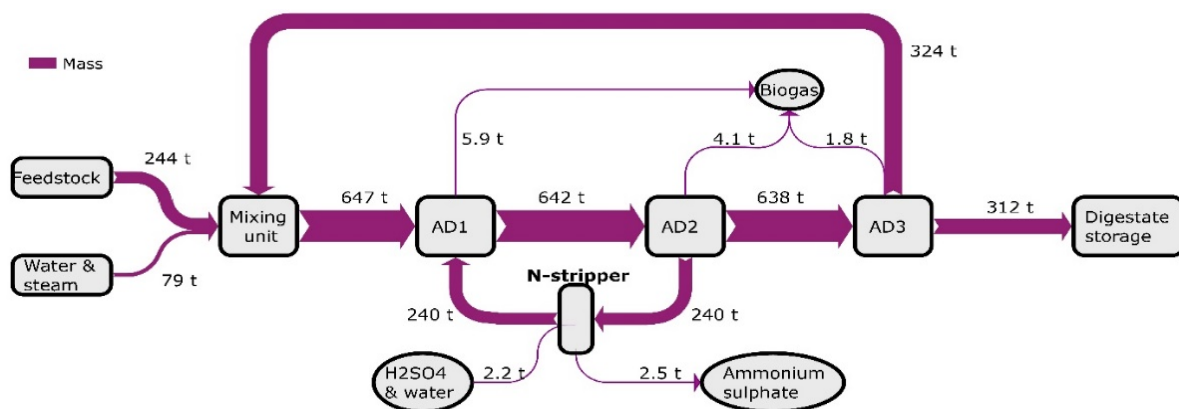 324 t
Mass
Biogas
5.9 t
4.1 t
1.8 t
244 t
Feedstock
647 t
642 t
638 t
312 t
Mixing
unit
AD1
AD2
AD3
Digestate
storage
Water &
steam
79 t
N-stripper
240 t
240 t
H2SO4
& water
2.2 t
2.5 t
Ammonium
sulphate